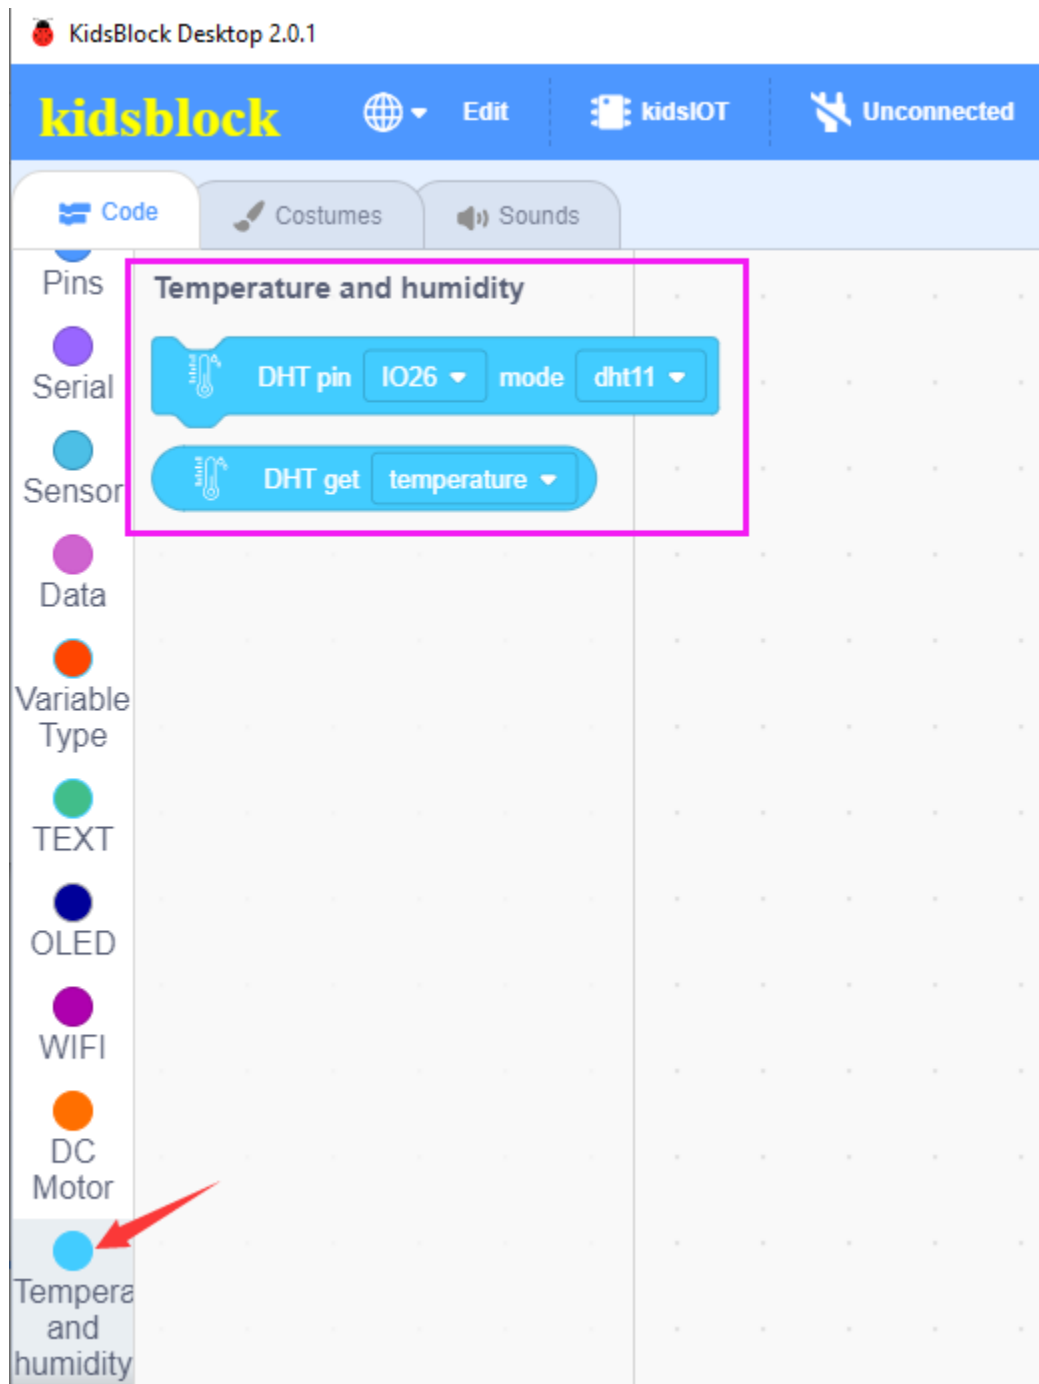 KidsBlock Desktop 2.0.1
kidsblock Edit kidsIOT Unconnected
Code Costumes Sounds
Pins
Serial
Sensor
Data
Variable
Type
TEXT
OLED
WIFI
DC
Motor
Tempera
and
humidity
Temperature and humidity
DHT pin IO26 mode dht11
DHT get temperature